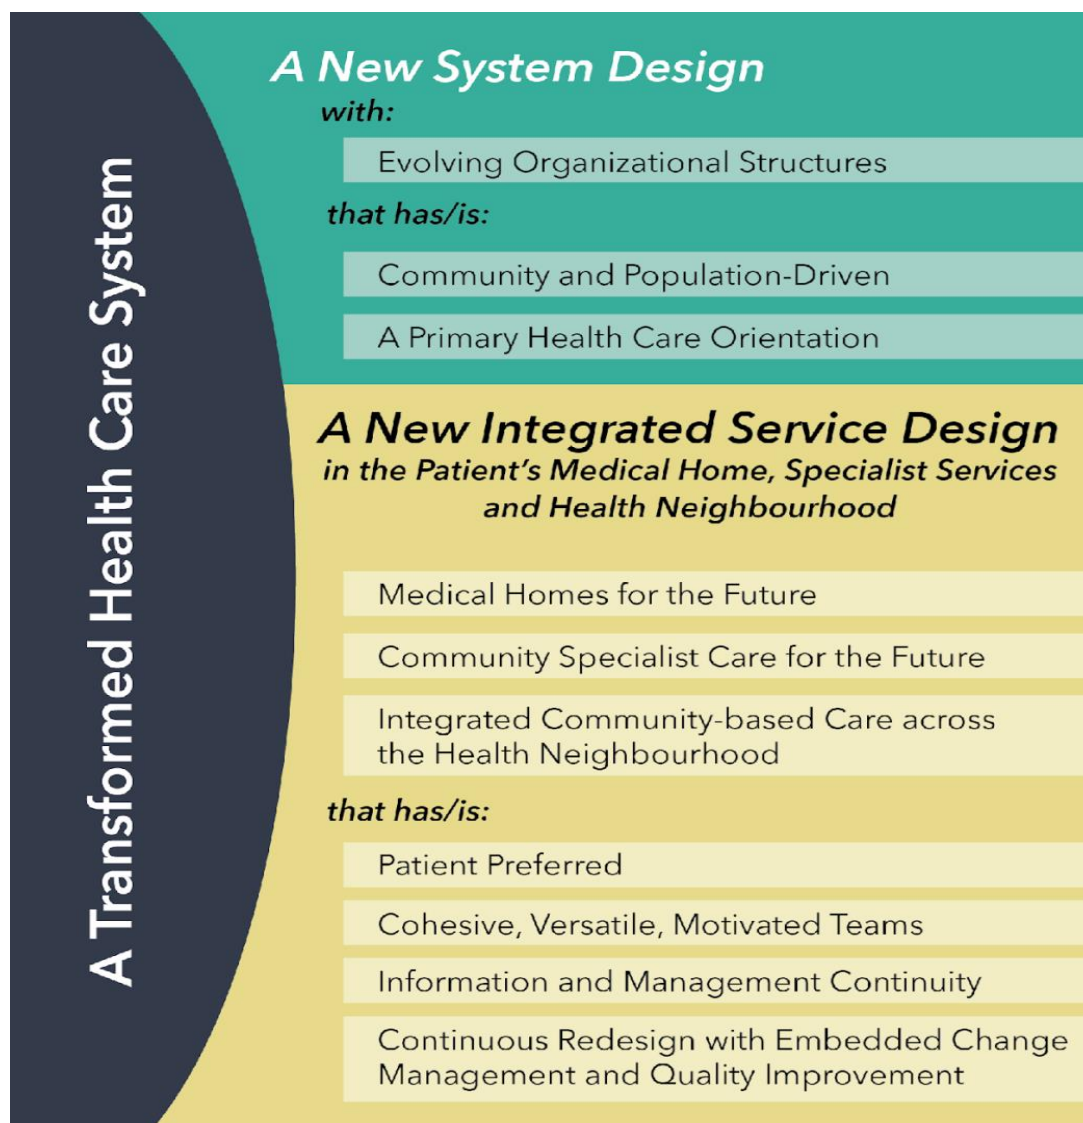 A Transformed Health Care System
A New System Design
with:
Evolving Organizational Structures
that has/is:
Community and Population-Driven
A Primary Health Care Orientation
A New Integrated Service Design
in the Patient’s Medical Home, Specialist Services
and Health Neighbourhood
Medical Homes for the Future
Community Specialist Care for the Future
Integrated Community-based Care across
the Health Neighbourhood
that has/is:
Patient Preferred
Cohesive, Versatile, Motivated Teams
Information and Management Continuity
Continuous Redesign with Embedded Change
Management and Quality Improvement